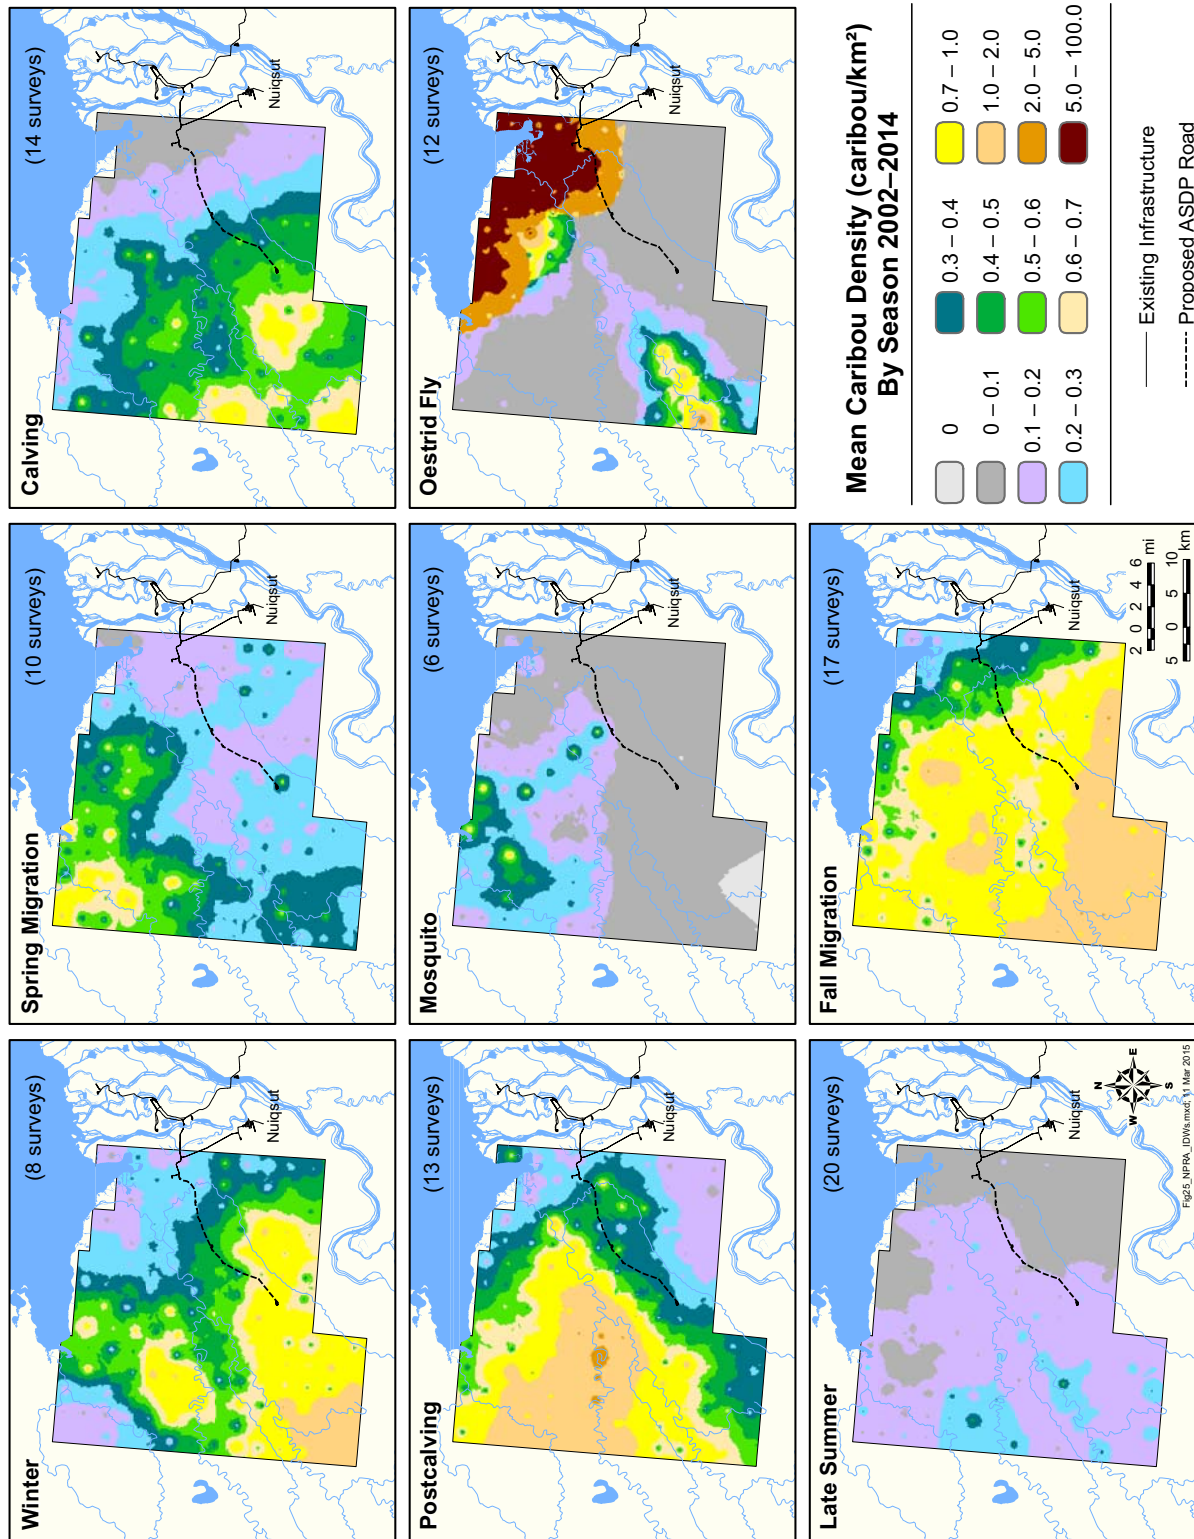 Winter
(8 surveys)
Nuiqsut
Spring Migration
(10 surveys)
Nuiqsut
Calving
(14 surveys)
Nuiqsut
Postcalving
(13 surveys)
Nuiqsut
Mosquito
(6 surveys)
Nuiqsut
Oestrid Fly
(12 surveys)
Nuiqsut
Late Summer
(20 surveys)
Nuiqsut
N
W E
S
Fig25_NPRA_IDWs.mxd; 11 Mar 2015
Fall Migration
(17 surveys)
Nuiqsut
2 0 2 4 6
mi
5 0 5 10
km
Mean Caribou Density (caribou/km²)
By Season 2002–2014
0 0.3 – 0.4 0.7 – 1.0
0 – 0.1 0.4 – 0.5 1.0 – 2.0
0.1 – 0.2 0.5 – 0.6 2.0 – 5.0
0.2 – 0.3 0.6 – 0.7 5.0 – 100.0
Existing Infrastructure
Proposed ASDP Road